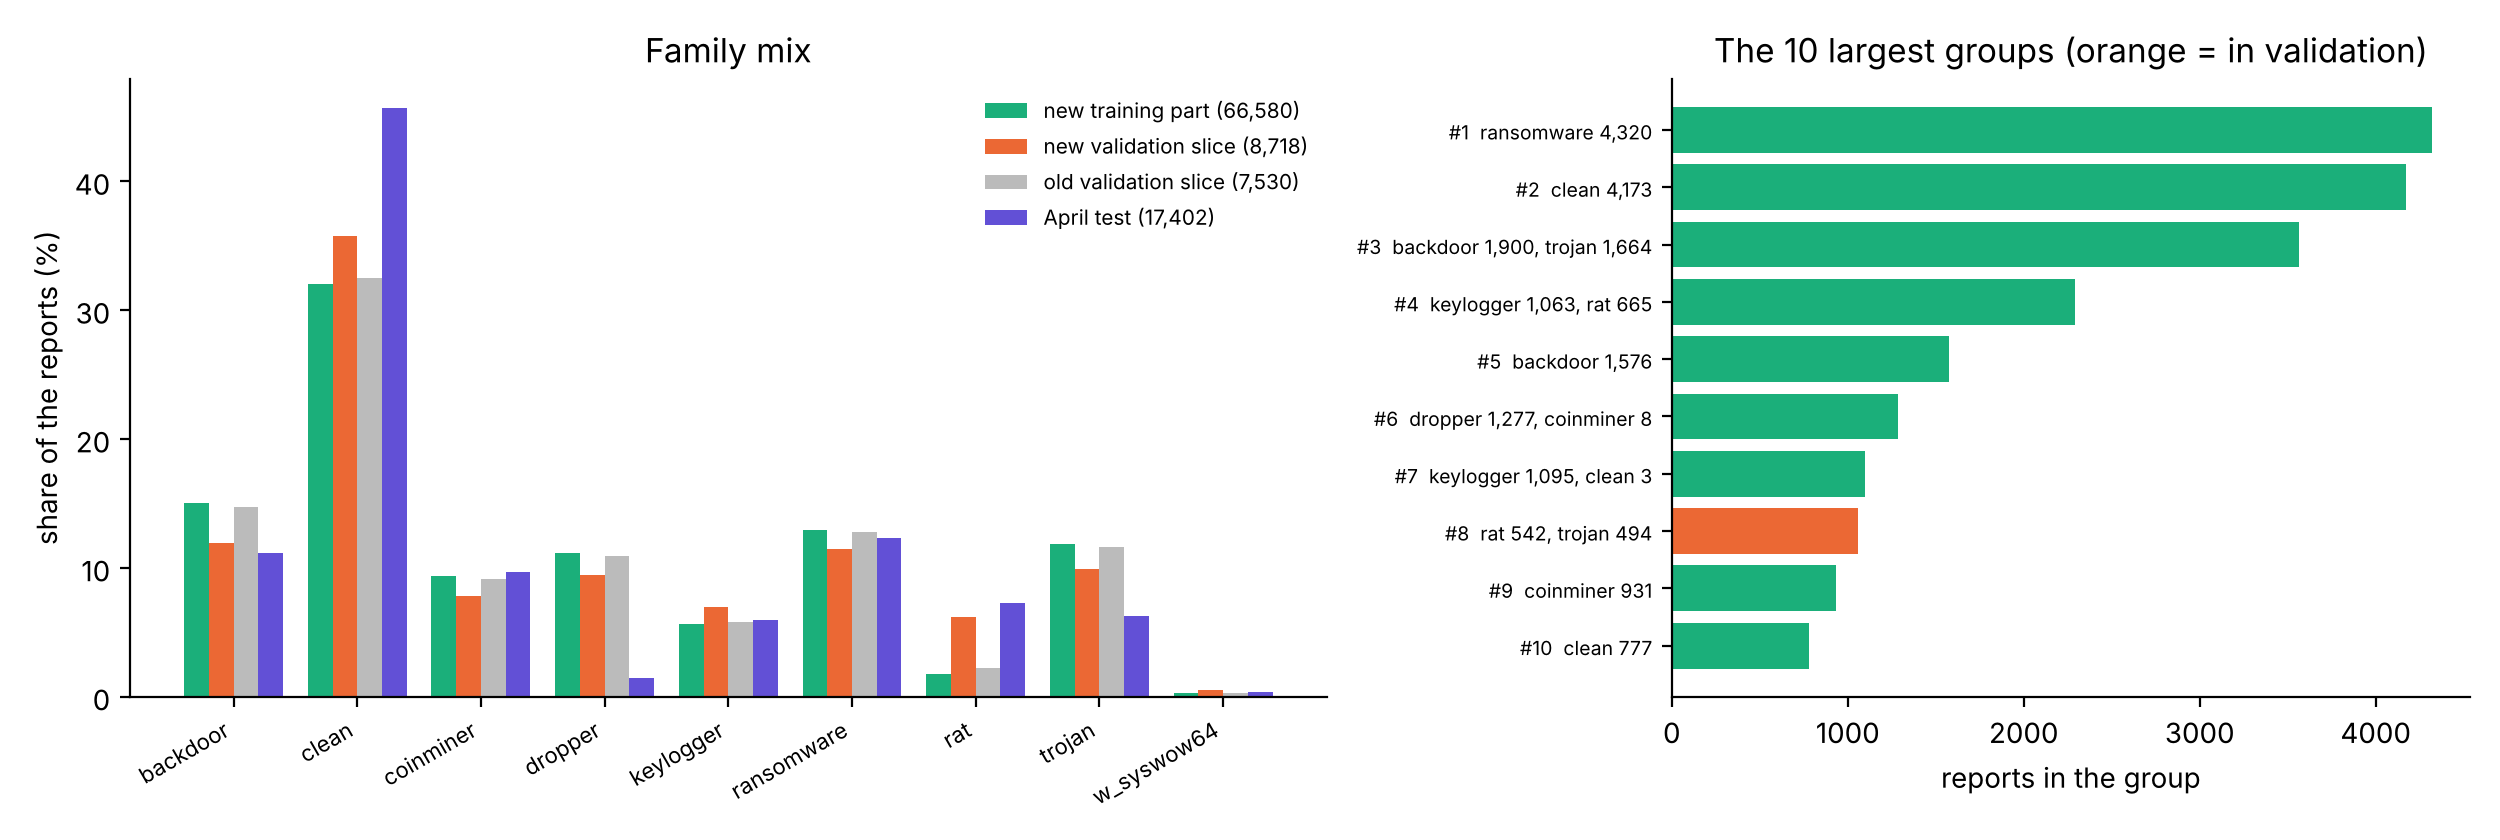 Family mix
share of the reports (%)
40
30
20
10
0
new training part (66,580)
new validation slice (8,718)
old validation slice (7,530)
April test (17,402)
backdoor
clean
coinminer
dropper
keylogger
ransomware
rat
trojan
w_syswow64
The 10 largest groups (orange = in validation)
#1 ransomware 4,320
#2 clean 4,173
#3 backdoor 1,900, trojan 1,664
#4 keylogger 1,063, rat 665
#5 backdoor 1,576
#6 dropper 1,277, coinminer 8
#7 keylogger 1,095, clean 3
#8 rat 542, trojan 494
#9 coinminer 931
#10 clean 777
0 1000 2000 3000 4000
reports in the group